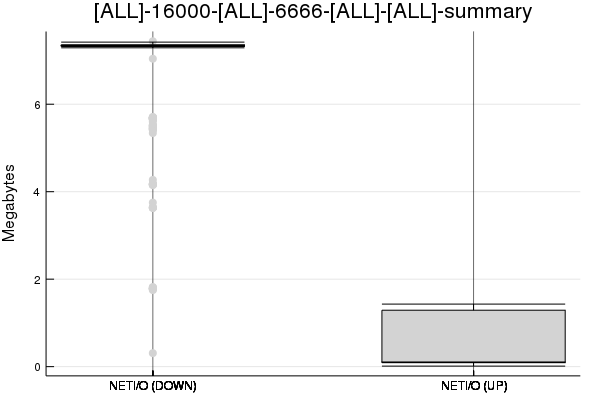 [ALL]-16000-[ALL]-6666-[ALL]-[ALL]-summary
Megabytes
6
4
2
0
NETI/O (DOWN)
NETI/O (UP)